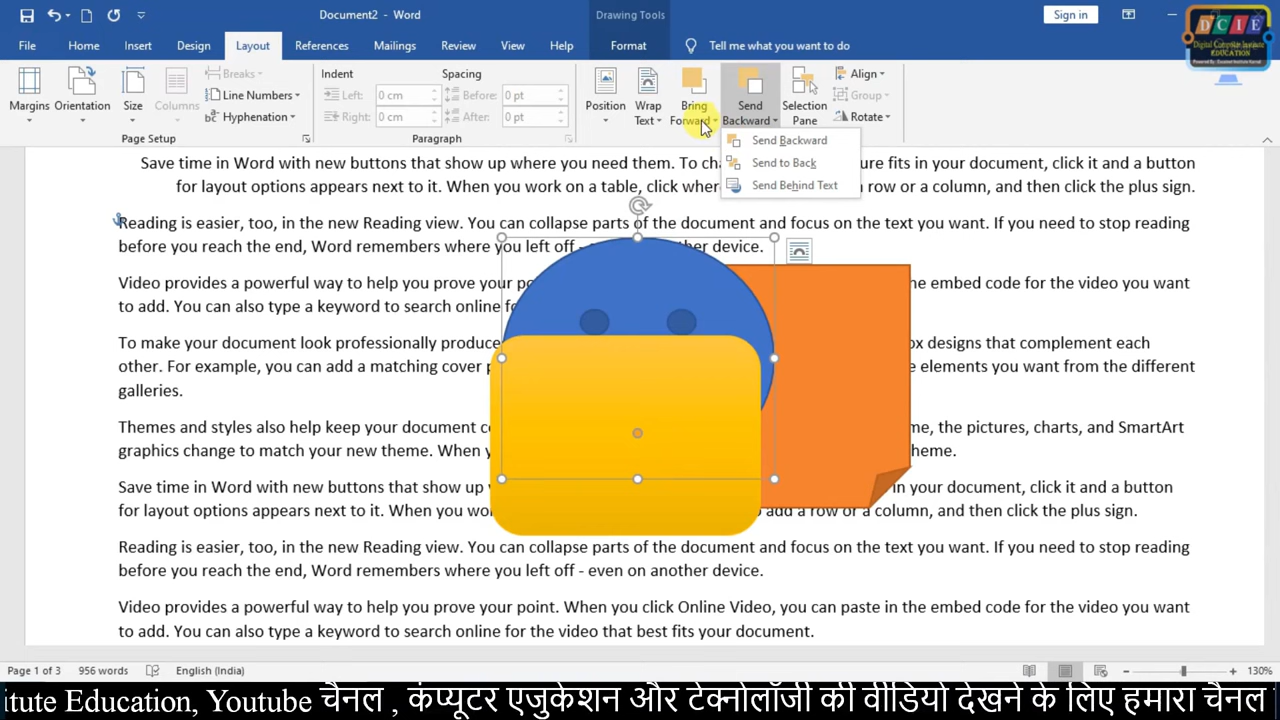 Document2 - Word
Drawing Tools
Sign in
File Home Insert Design Layout References Mailings Review View Help Format Tell me what you want to do
DCIE
EDUCATION
Margins
Orientation
Size
Columns
Breaks
Line Numbers
Hyphenation
Page Setup
Indent
Left: 0 cm
Right: 0 cm
Spacing
Before: 0 pt
After: 0 pt
Paragraph
Position
Wrap Text
Bring Forward
Send Backward
Selection Pane
Align
Group
Rotate
Send Backward
Send to Back
Send Behind Text
Save time in Word with new buttons that show up where you need them. To cha ure fits in your document, click it and a button
for layout options appears next to it. When you work on a table, click wher a row or a column, and then click the plus sign.
Reading is easier, too, in the new Reading view. You can collapse parts of the document and focus on the text you want. If you need to stop reading
before you reach the end, Word remembers where you left off - device.
Video provides a powerful way to help you prove your he embed code for the video you want
to add. You can also type a keyword to search online
To make your document look professionally produce ox designs that complement each
other. For example, you can add a matching cover e elements you want from the different
galleries.
Themes and styles also help keep your document me, the pictures, charts, and SmartArt
graphics change to match your new theme. When heme.
Save time in Word with new buttons that show up in your document, click it and a button
for layout options appears next to it. When you wo add a row or a column, and then click the plus sign.
Reading is easier, too, in the new Reading view. You can collapse parts of the document and focus on the text you want. If you need to stop reading
before you reach the end, Word remembers where you left off - even on another device.
Video provides a powerful way to help you prove your point. When you click Online Video, you can paste in the embed code for the video you want
to add. You can also type a keyword to search online for the video that best fits your document.
Page 1 of 3 956 words English (India) 130%
itute Education, Youtube चैनल , कंप्यूटर एजुकेशन और टेक्नोलॉजी की वीडियो देखने के लिए हमारा चैनल